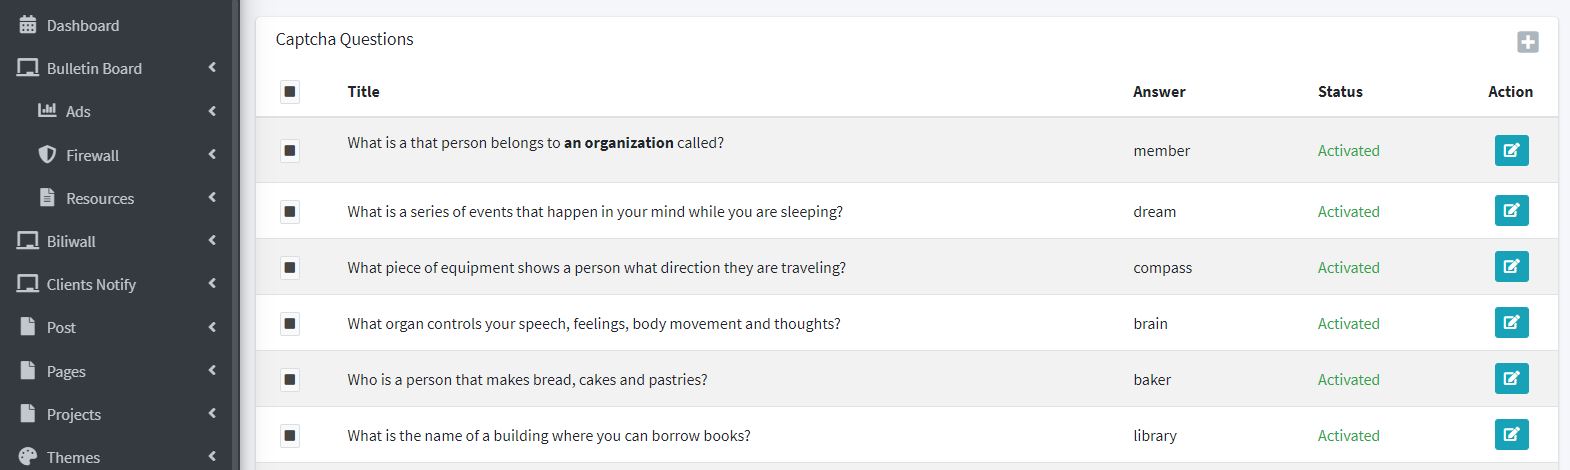 Dashboard
Bulletin Board
Ads
Firewall
Resources
Biliwall
Clients Notify
Post
Pages
Projects
Themes
Captcha Questions
Title Answer Status Action
What is a that person belongs to an organization called? member Activated
What is a series of events that happen in your mind while you are sleeping? dream Activated
What piece of equipment shows a person what direction they are traveling? compass Activated
What organ controls your speech, feelings, body movement and thoughts? brain Activated
Who is a person that makes bread, cakes and pastries? baker Activated
What is the name of a building where you can borrow books? library Activated